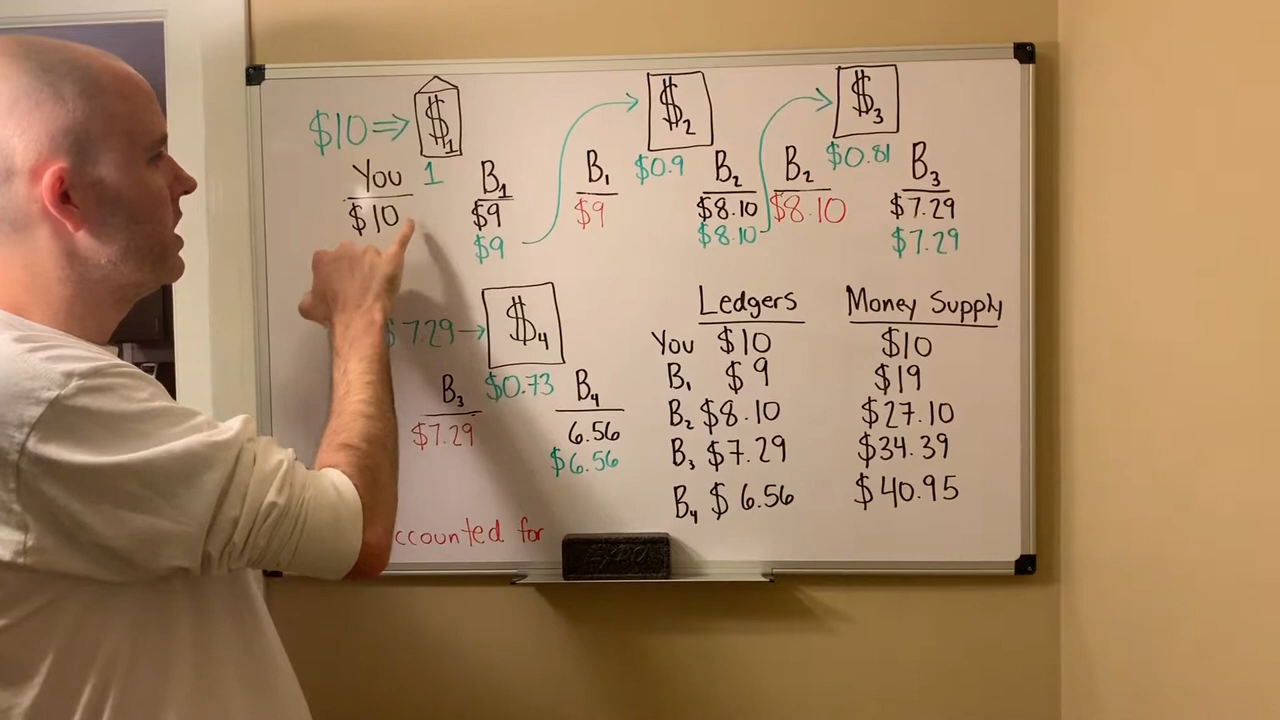 $10 ⇒ $1
You 1 B1
$10 $9
$9
B1 $2
$9 $0.9 B2
$8.10
$8.10
B2 $3
$8.10 $0.81 B3
$7.29
$7.29
$7.29 → $4
B3 $0.73 B4
$7.29 6.56
$6.56
Ledgers Money Supply
You $10 $10
B1 $9 $19
B2 $8.10 $27.10
B3 $7.29 $34.39
B4 $6.56 $40.95
ccounted for
EXPO